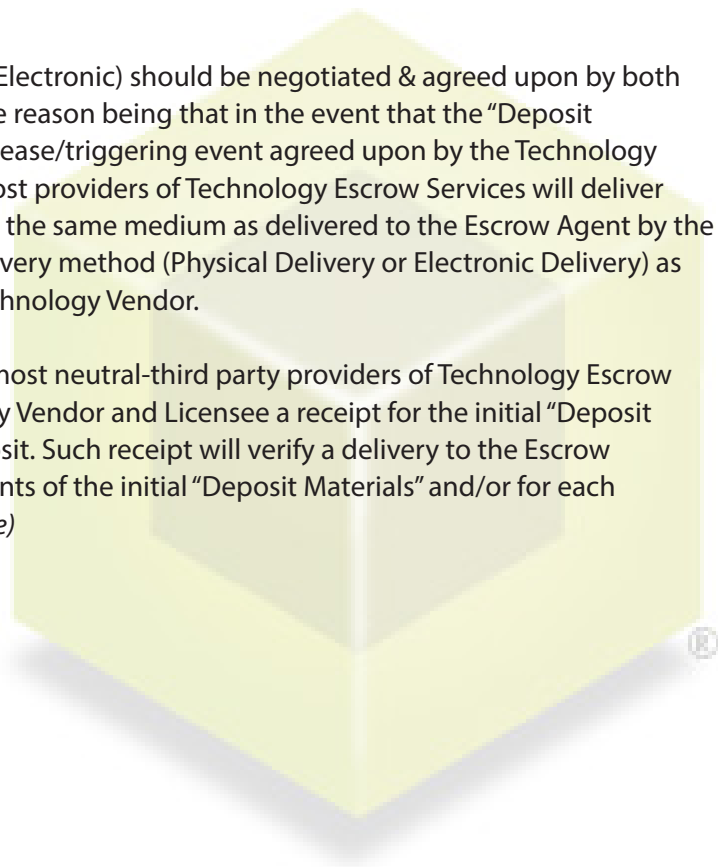 Electronic) should be negotiated & agreed upon by both
e reason being that in the event that the “Deposit
ease/triggering event agreed upon by the Technology
ost providers of Technology Escrow Services will deliver
the same medium as delivered to the Escrow Agent by the
very method (Physical Delivery or Electronic Delivery) as
chnology Vendor.
most neutral-third party providers of Technology Escrow
y Vendor and Licensee a receipt for the initial “Deposit
sit. Such receipt will verify a delivery to the Escrow
nts of the initial “Deposit Materials” and/or for each
e)
®